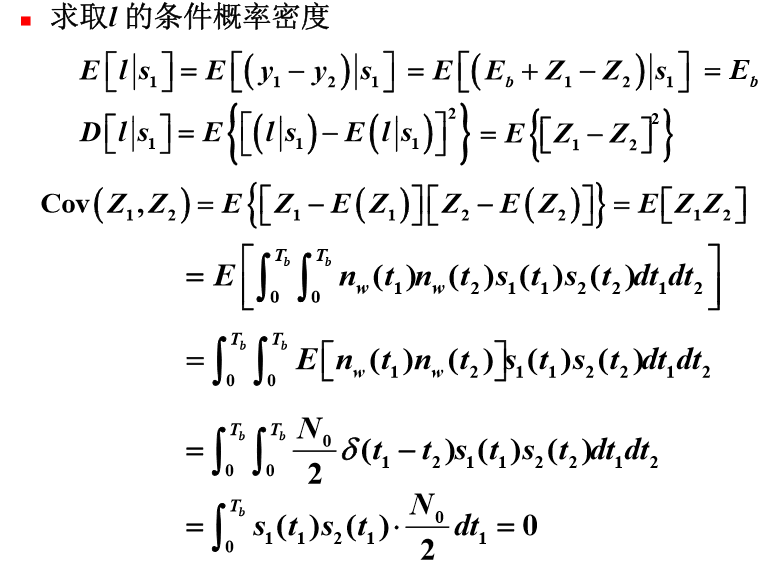 ▪ 求取l 的条件概率密度
E[l|s₁] = E[(y₁ − y₂)|s₁] = E[(E_b + Z₁ − Z₂)|s₁] = E_b
D[l|s₁] = E{[(l|s₁) − E(l|s₁)]²} = E{[Z₁ − Z₂]²}
Cov(Z₁, Z₂) = E{[Z₁ − E(Z₁)][Z₂ − E(Z₂)]} = E[Z₁Z₂]
= E[∫₀^{T_b} ∫₀^{T_b} n_w(t₁)n_w(t₂)s₁(t₁)s₂(t₂)dt₁dt₂]
= ∫₀^{T_b} ∫₀^{T_b} E[n_w(t₁)n_w(t₂)]s₁(t₁)s₂(t₂)dt₁dt₂
= ∫₀^{T_b} ∫₀^{T_b} N₀/2 δ(t₁ − t₂)s₁(t₁)s₂(t₂)dt₁dt₂
= ∫₀^{T_b} s₁(t₁)s₂(t₁)·N₀/2 dt₁ = 0